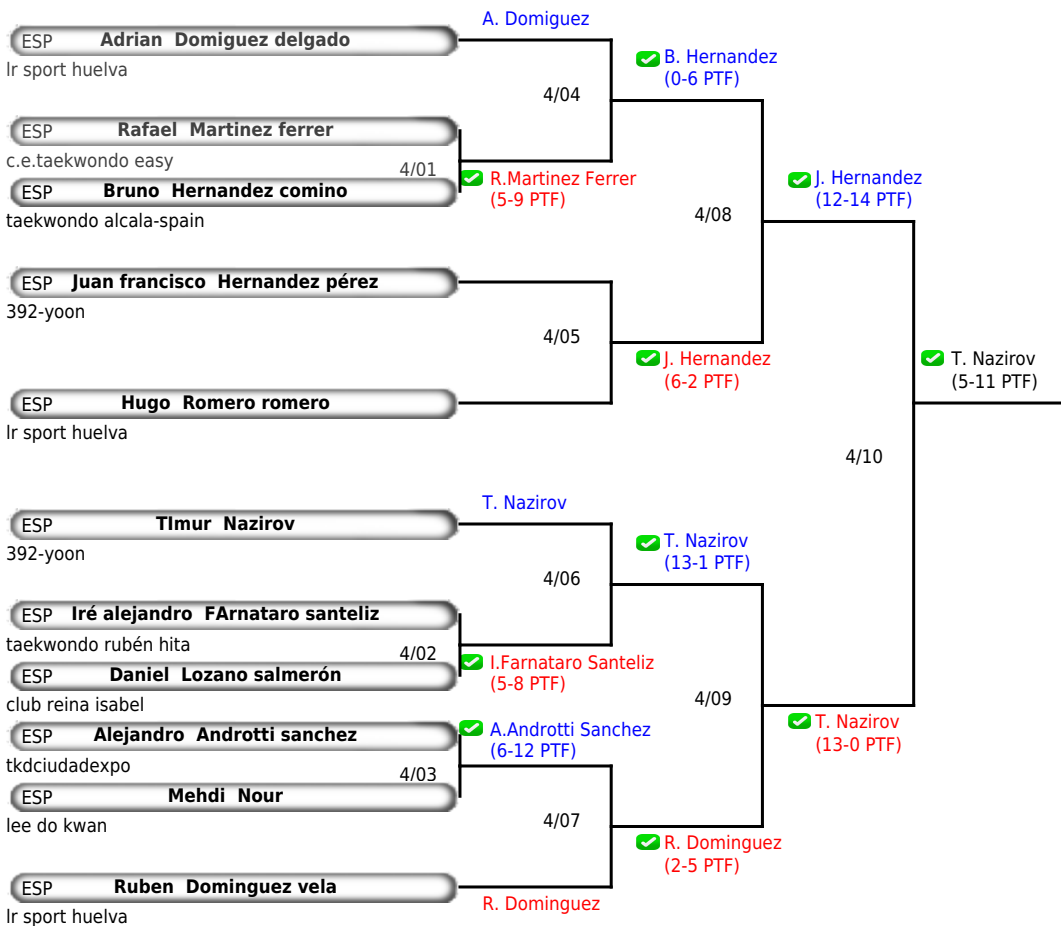 A. Domiguez
ESP Adrian Domiguez delgado
lr sport huelva
B. Hernandez
(0-6 PTF)
4/04
ESP Rafael Martinez ferrer
c.e.taekwondo easy
4/01
R.Martinez Ferrer
(5-9 PTF)
ESP Bruno Hernandez comino
taekwondo alcala-spain
J. Hernandez
(12-14 PTF)
4/08
ESP Juan francisco Hernandez pérez
392-yoon
4/05
J. Hernandez
(6-2 PTF)
T. Nazirov
(5-11 PTF)
ESP Hugo Romero romero
lr sport huelva
4/10
T. Nazirov
ESP TImur Nazirov
392-yoon
T. Nazirov
(13-1 PTF)
4/06
ESP Iré alejandro FArnataro santeliz
taekwondo rubén hita
4/02
I.Farnataro Santeliz
(5-8 PTF)
ESP Daniel Lozano salmerón
club reina isabel
4/09
T. Nazirov
(13-0 PTF)
A.Androtti Sanchez
(6-12 PTF)
ESP Alejandro Androtti sanchez
tkdciudadexpo
4/03
ESP Mehdi Nour
lee do kwan
4/07
R. Dominguez
(2-5 PTF)
ESP Ruben Dominguez vela
R. Dominguez
lr sport huelva